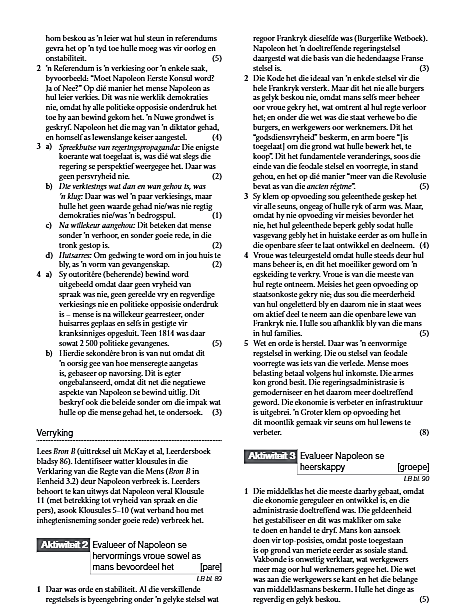 hom beskou as 'n leier wat hul steun in referendums
gevra het op 'n tyd toe hulle moeg was vir oorlog en
onstabiliteit. (5)
2 'n Referendum is 'n verkiesing oor 'n enkele saak,
byvoorbeeld: "Moet Napoleon Eerste Konsul word?
Ja of Nee?" Op dié manier het mense Napoleon as
hul leier verkies. Dit was nie werklik demokraties
nie, omdat hy alle politieke opposisie onderdruk het
toe hy aan bewind gekom het. 'n Nuwe grondwet is
geskryf. Napoleon het die mag van 'n diktator gehad,
en homself as lewenslange keiser aangestel. (4)
3 a) Spreekbuise van regeringspropaganda: Die enigste
koerante wat toegelaat is, was dié wat slegs die
regering se perspektief weergegee het. Daar was
geen persvryheid nie. (2)
b) Die verkiesings wat dan en wan gehou is, was
'n klug: Daar was wel 'n paar verkiesings, maar
hulle het geen waarde gehad nie/was nie regtig
demokraties nie/was 'n bedrogspul. (1)
c) Na willekeur aangehou: Dit beteken dat mense
sonder 'n verhoor, en sonder goeie rede, in die
tronk gestop is. (2)
d) Huisarres: Om gedwing te word om in jou huis te
bly, as 'n vorm van gevangenskap. (2)
4 a) Sy outoritêre (beherende) bewind word
uitgebeeld omdat daar geen vryheid van
spraak was nie, geen gereelde vry en regverdige
verkiesings nie en politieke opposisie onderdruk
is – mense is na willekeur gearresteer, onder
huisarres geplaas en selfs in gestigte vir
kranksinniges opgesluit. Teen 1814 was daar
sowat 2 500 politieke gevangenes. (5)
b) Hierdie sekondêre bron is van nut omdat dit
'n oorsig gee van hoe menseregte aangetas
is, gebaseer op navorsing. Dit is egter
ongebalanseerd, omdat dit net die negatiewe
aspekte van Napoleon se bewind uitlig. Dit
beskryf ook die beleide sonder om die impak wat
hulle op die mense gehad het, te ondersoek. (3)
Verryking
Lees Bron B (uittreksel uit McKay et al, Leerdersboek
bladsy 86). Identifiseer watter klousules in die
Verklaring van die Regte van die Mens (Bron B in
Eenheid 3.2) deur Napoleon verbreek is. Leerders
behoort te kan uitwys dat Napoleon veral Klousule
11 (met betrekking tot vryheid van spraak en die
pers), asook Klousules 5–10 (wat verband hou met
inhegtenisneming sonder goeie rede) verbreek het.
Aktiwiteit 2 Evalueer of Napoleon se
hervormings vroue sowel as
mans bevoordeel het [pare]
LB bl. 89
1 Daar was orde en stabiliteit. Al die verskillende
regstelsels is byeengebring onder 'n gelyke stelsel wat
regoor Frankryk dieselfde was (Burgerlike Wetboek).
Napoleon het 'n doeltreffende regeringstelsel
daargestel wat die basis van die hedendaagse Franse
stelsel is. (3)
2 Die Kode het die ideaal van 'n enkele stelsel vir die
hele Frankryk versterk. Maar dit het nie alle burgers
as gelyk beskou nie, omdat mans selfs meer beheer
oor vroue gekry het, wat omtrent al hul regte verloor
het; en onder die wet was die staat verhewe bo die
burgers, en werkgewers oor werknemers. Dit het
"godsdiensvryheid" beskerm, en arm boere "[is
toegelaat] om die grond wat hulle bewerk het, te
koop". Dit het fundamentele veranderings, soos die
einde van die feodale stelsel en voorregte, in stand
gehou, en het op dié manier "meer van die Revolusie
bevat as van die ancien régime". (5)
3 Sy klem op opvoeding sou geleenthede geskep het
vir alle seuns, ongeag of hulle ryk of arm was. Maar,
omdat hy nie opvoeding vir meisies bevorder het
nie, het hul geleenthede beperk gebly sodat hulle
vasgevang gebly het in huistake eerder as om hulle in
die openbare sfeer te laat ontwikkel en deelneem. (4)
4 Vroue was teleurgesteld omdat hulle steeds deur hul
mans beheer is, en dit het moeiliker geword om 'n
egskeiding te verkry. Vroue is van die meeste van
hul regte ontneem. Meisies het geen opvoeding op
staatsonkoste gekry nie; dus sou die meerderheid
van hul ongeletterd bly en daarom nie in staat wees
om aktief deel te neem aan die openbare lewe van
Frankryk nie. Hulle sou afhanklik bly van die mans
in hul families. (5)
5 Wet en orde is herstel. Daar was 'n eenvormige
regstelsel in werking. Die ou stelsel van feodale
voorregte was iets van die verlede. Mense moes
belasting betaal volgens hul inkomste. Die armes
kon grond besit. Die regeringsadministrasie is
gemoderniseer en het daarom meer doeltreffend
geword. Die ekonomie is verbeter en infrastruktuur
is uitgebrei. 'n Groter klem op opvoeding het
dit moontlik gemaak vir seuns om hul lewens te
verbeter. (8)
Aktiwiteit 3 Evalueer Napoleon se
heerskappy [groepe]
LB bl. 90
1 Die middelklas het die meeste daarby gebaat, omdat
die ekonomie gereguleer en ontwikkel is, en die
administrasie doeltreffend was. Die geldeenheid
het gestabiliseer en dit was makliker om sake
te doen en handel te dryf. Mans kon aansoek
doen vir top-posisies, omdat poste toegestaan
is op grond van meriete eerder as sosiale stand.
Vakbonde is onwettig verklaar, wat werkgewers
meer mag oor hul werknemers gegee het. Die wet
was aan die werkgewers se kant en het die belange
van middelklasmans beskerm. Hulle het dinge as
regverdig en gelyk beskou. (5)